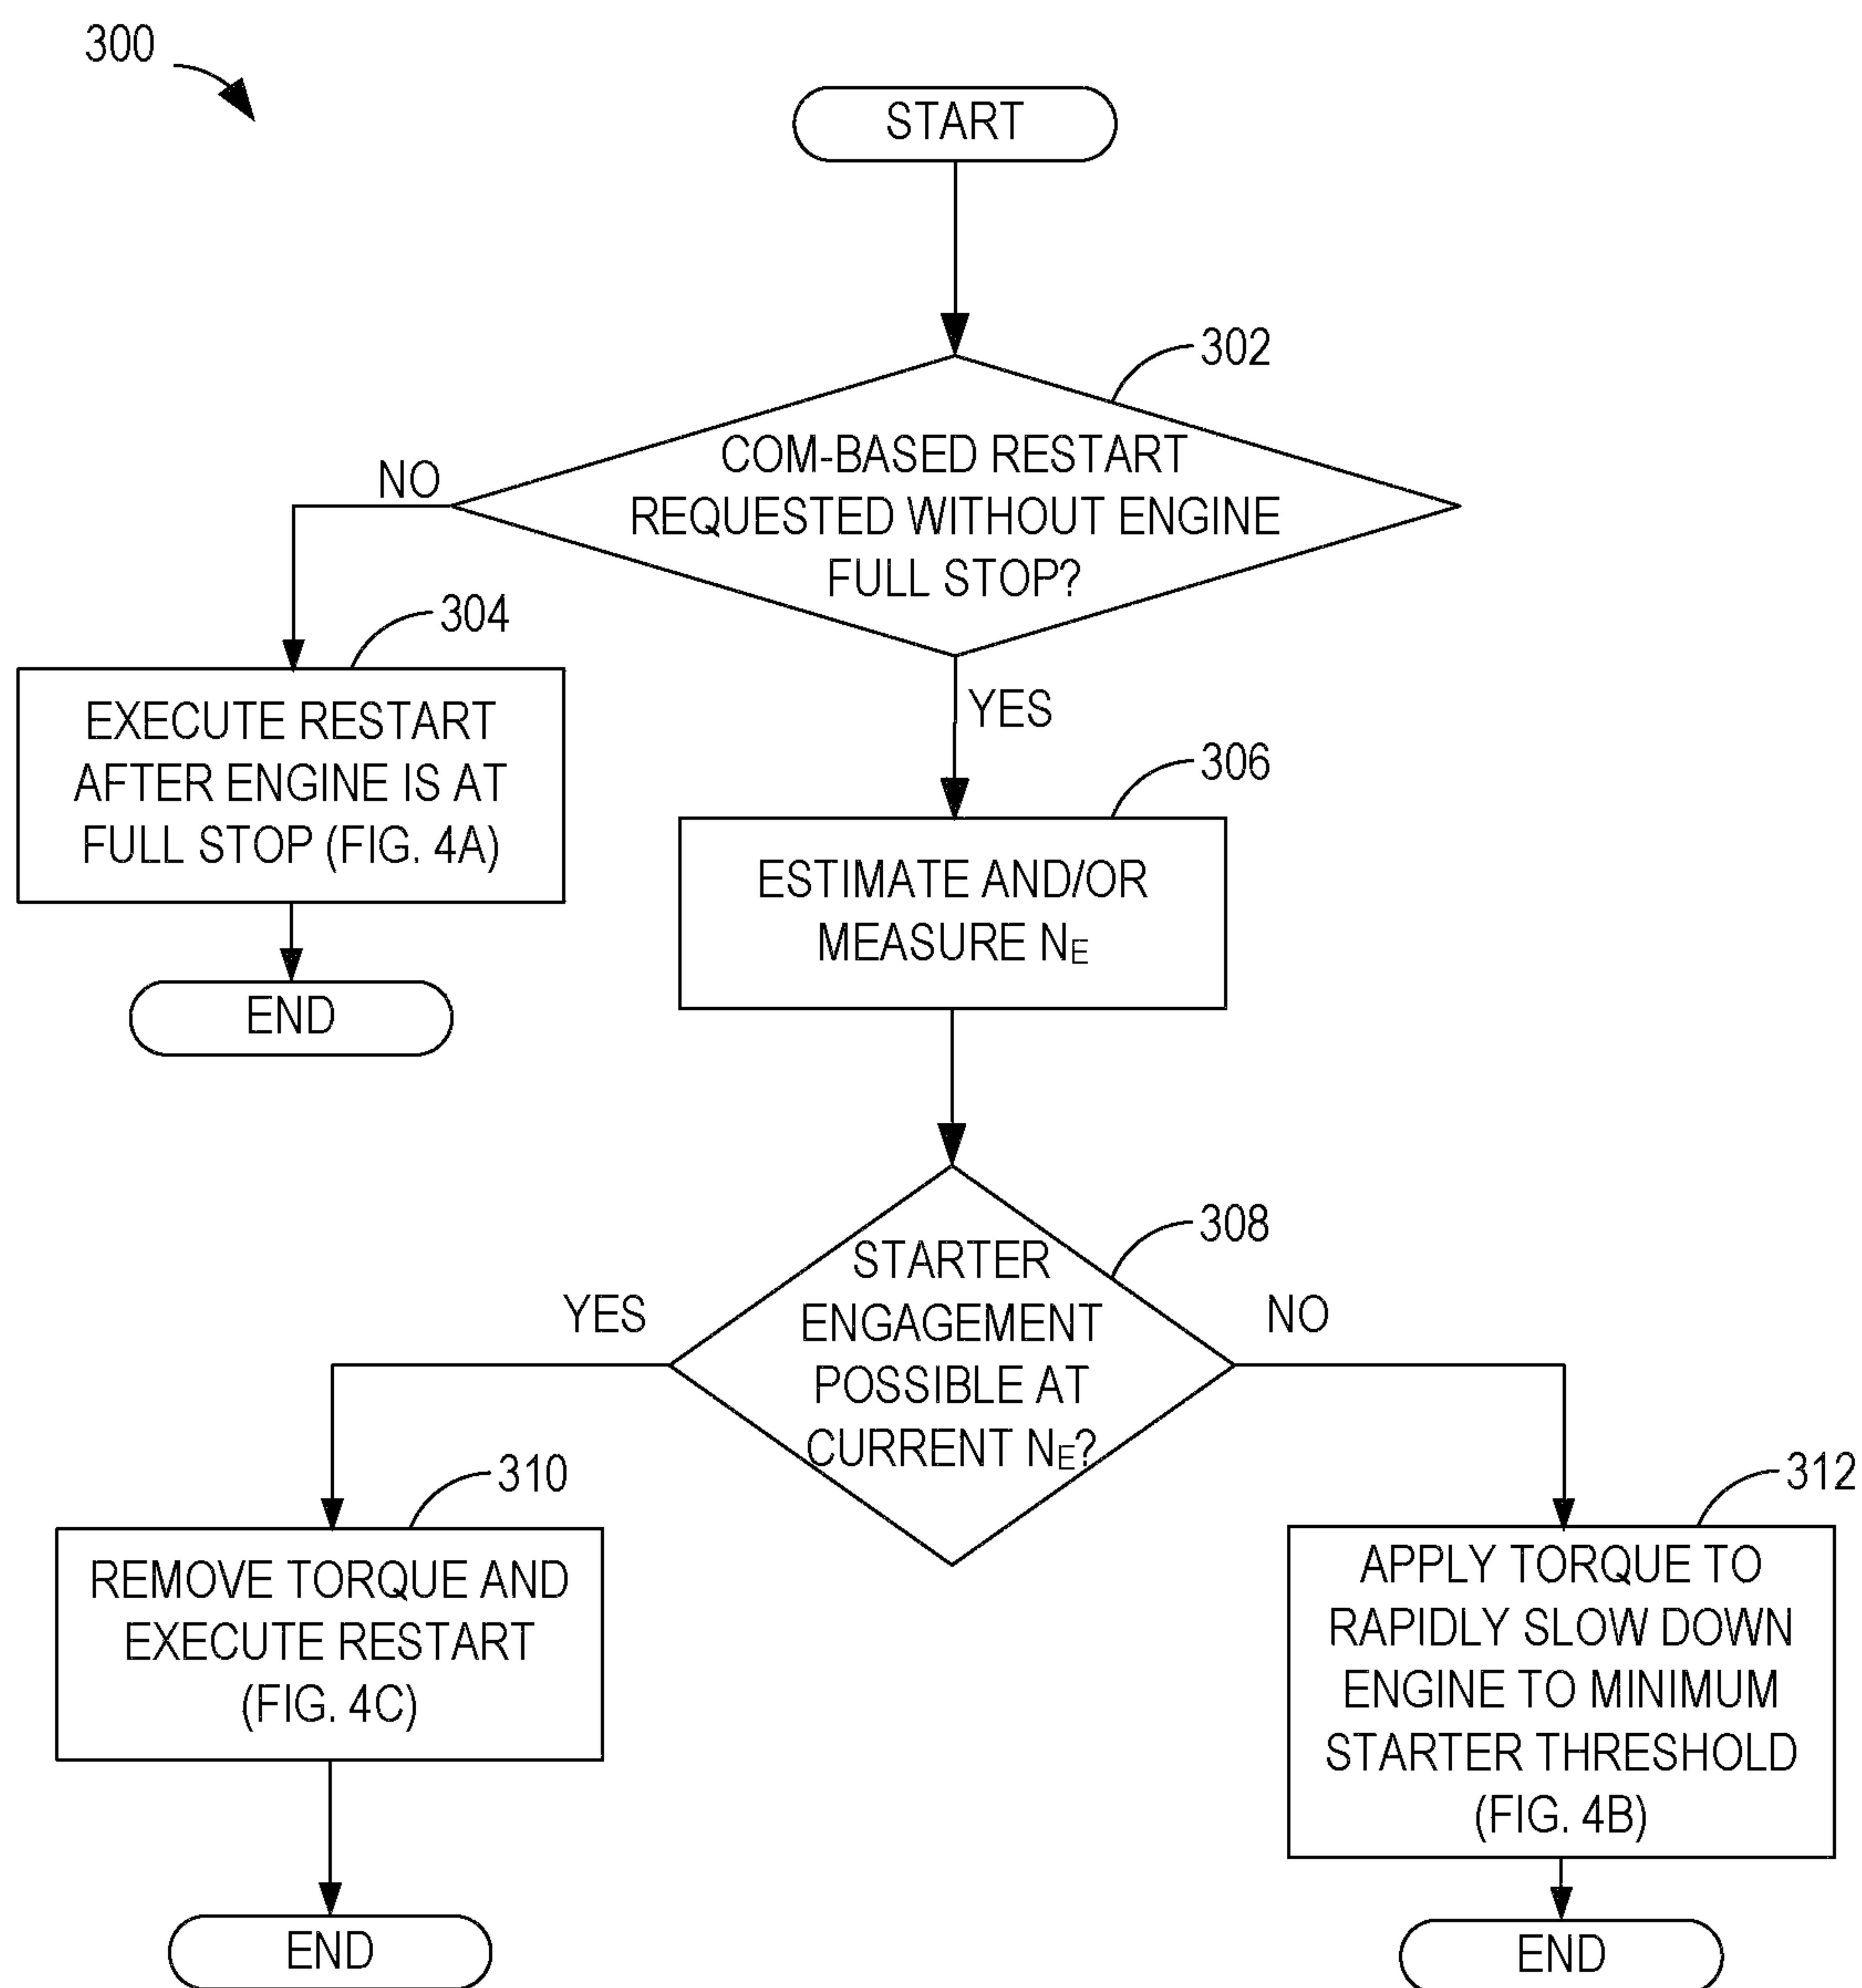 300
START
302
COM-BASED RESTART
REQUESTED WITHOUT ENGINE
FULL STOP?
NO
YES
304
EXECUTE RESTART
AFTER ENGINE IS AT
FULL STOP (FIG. 4A)
END
306
ESTIMATE AND/OR
MEASURE NE
308
STARTER
ENGAGEMENT
POSSIBLE AT
CURRENT NE?
YES
NO
310
REMOVE TORQUE AND
EXECUTE RESTART
(FIG. 4C)
END
312
APPLY TORQUE TO
RAPIDLY SLOW DOWN
ENGINE TO MINIMUM
STARTER THRESHOLD
(FIG. 4B)
END